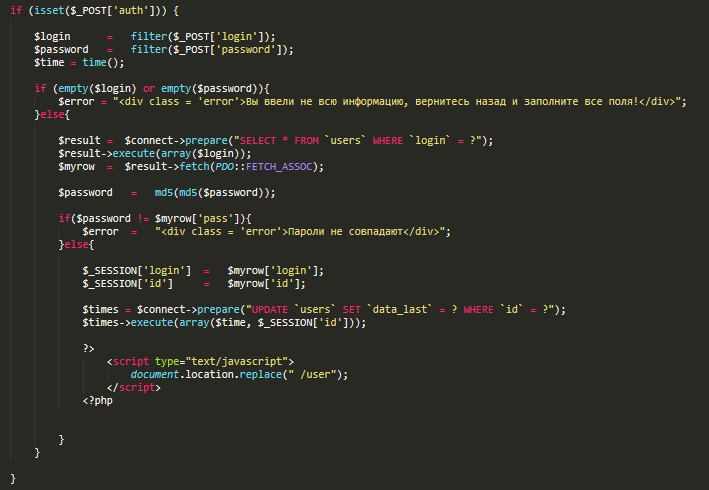 if (isset($_POST['auth'])) {
$login = filter($_POST['login']);
$password = filter($_POST['password']);
$time = time();
if (empty($login) or empty($password)){
$error = "<div class = 'error'>Вы ввели не всю информацию, вернитесь назад и заполните все поля!</div>";
}else{
$result = $connect->prepare("SELECT * FROM `users` WHERE `login` = ?");
$result->execute(array($login));
$myrow = $result->fetch(PDO::FETCH_ASSOC);
$password = md5(md5($password));
if($password != $myrow['pass']){
$error = "<div class = 'error'>Пароли не совпадают</div>";
}else{
$_SESSION['login'] = $myrow['login'];
$_SESSION['id'] = $myrow['id'];
$times = $connect->prepare("UPDATE `users` SET `data_last` = ? WHERE `id` = ?");
$times->execute(array($time, $_SESSION['id']));
?>
<script type="text/javascript">
document.location.replace(" /user");
</script>
<?php
}
}
}